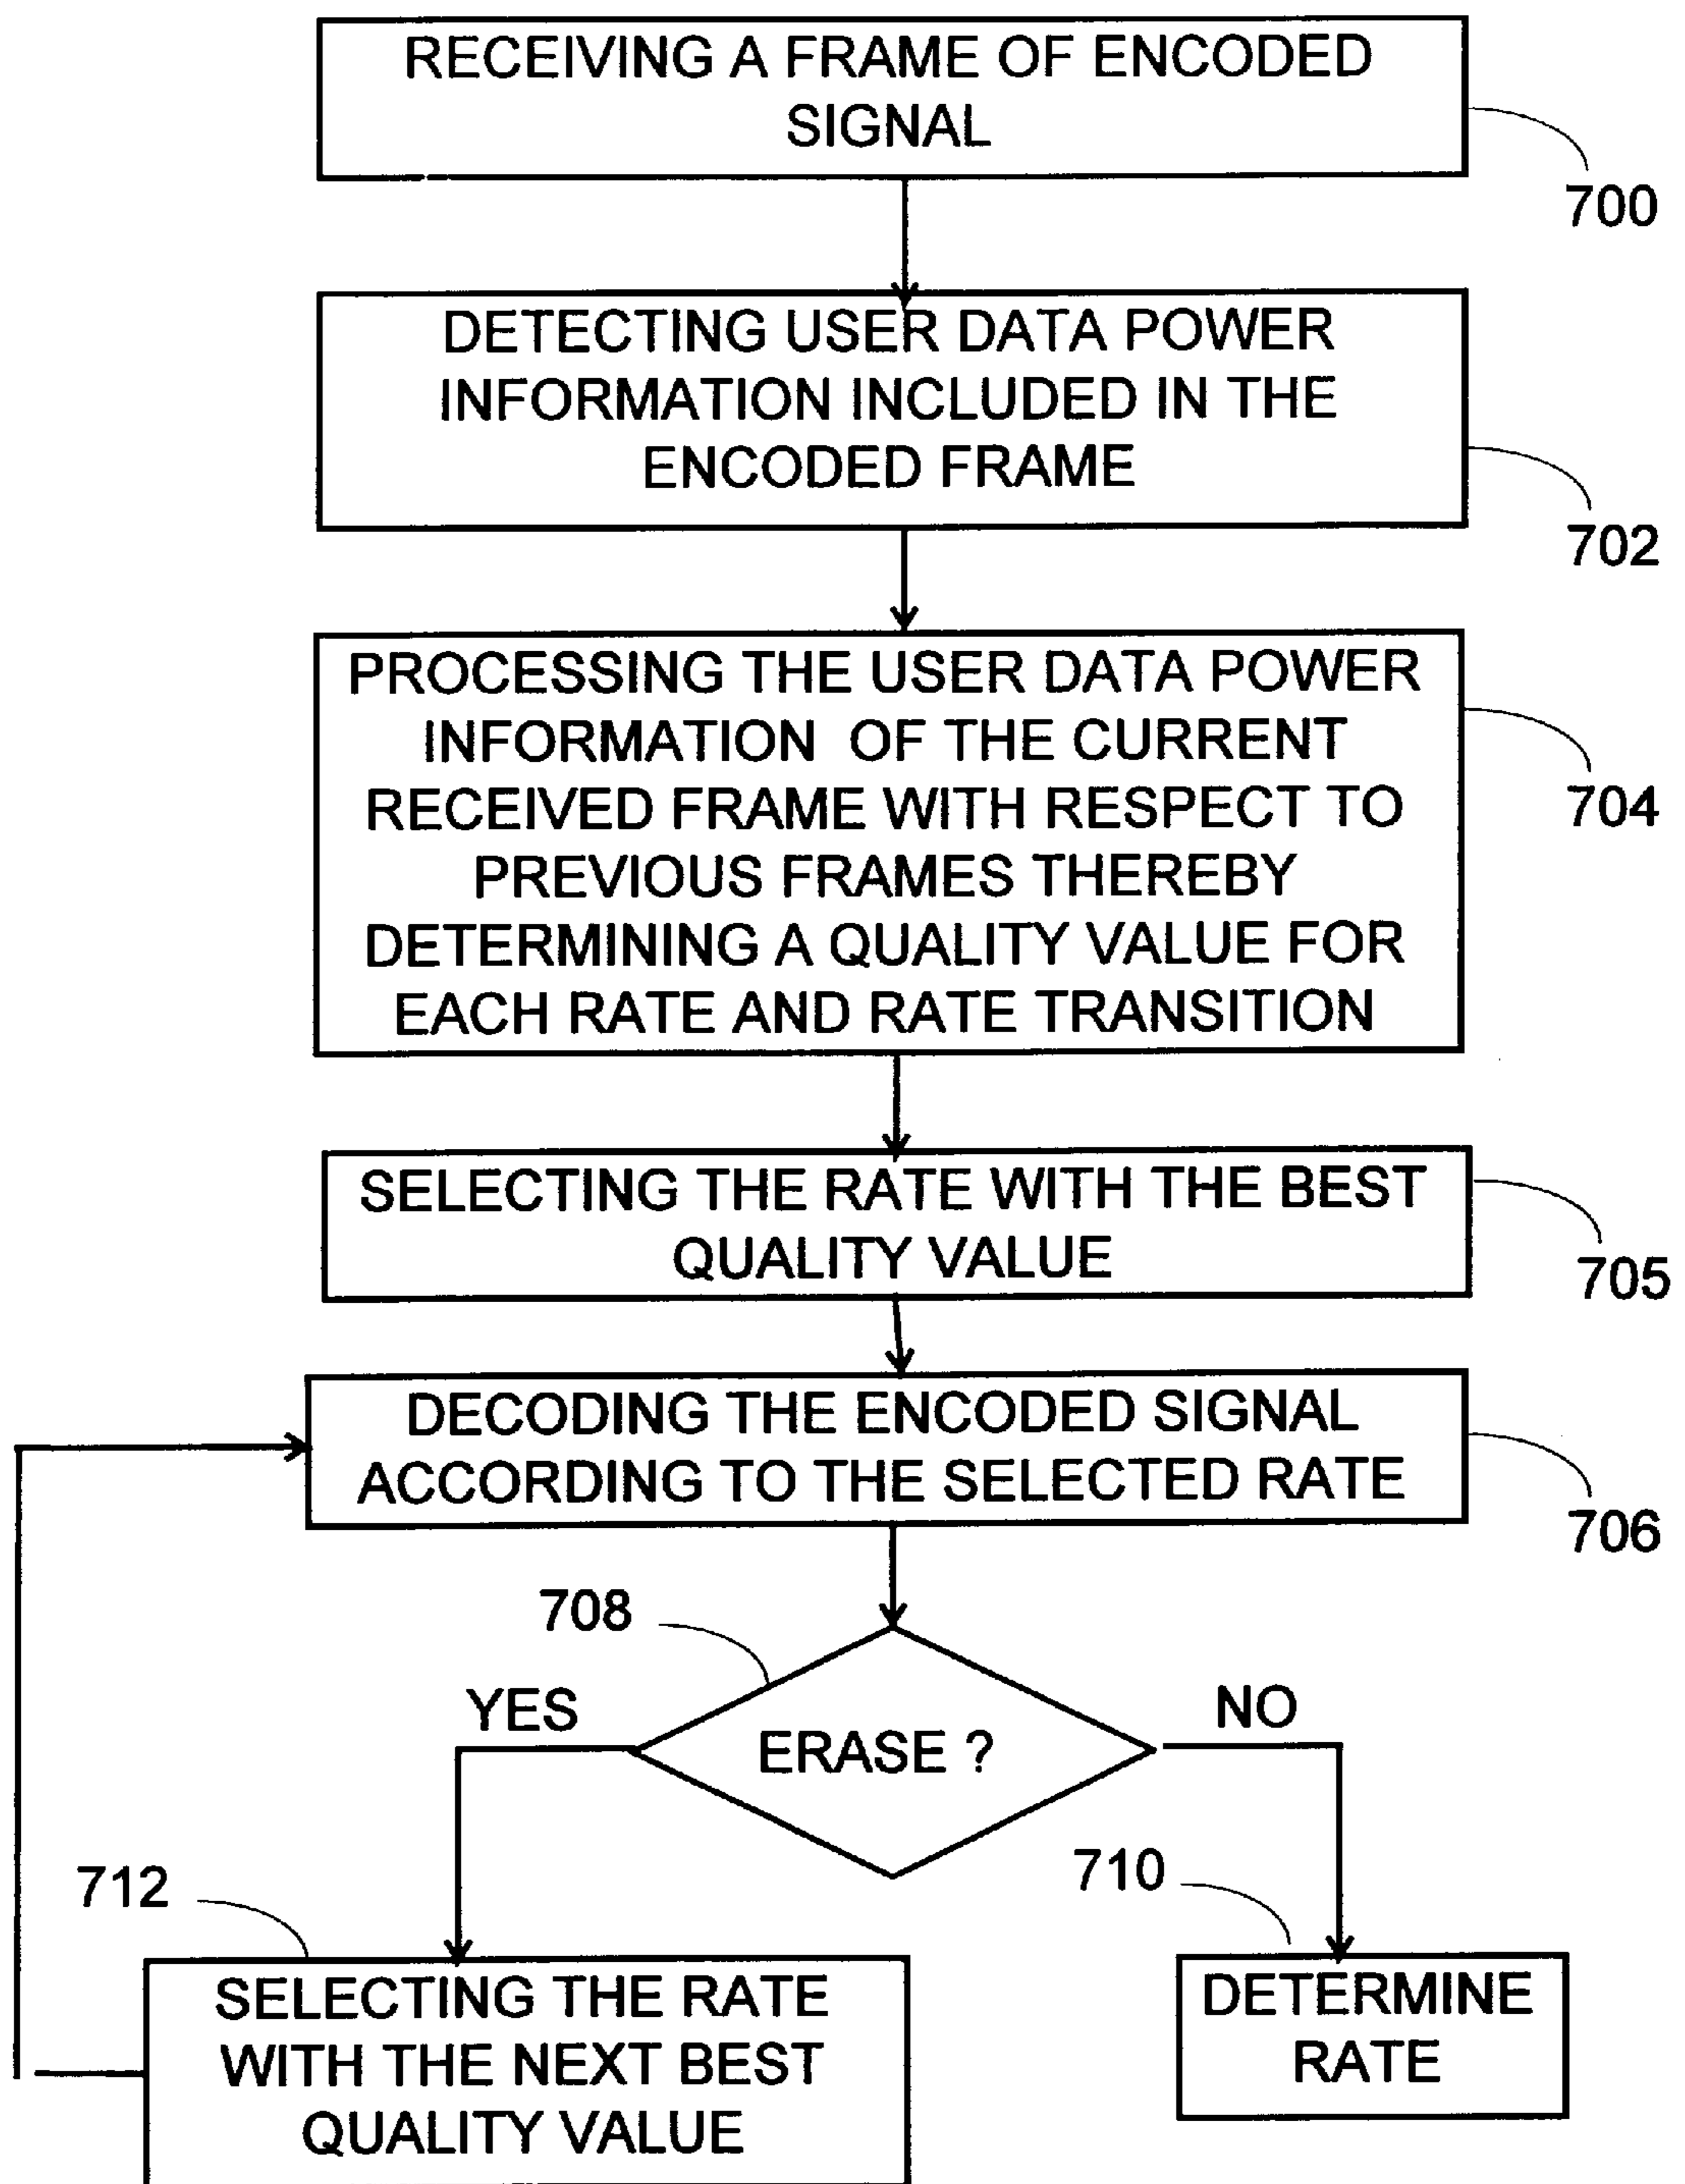 RECEIVING A FRAME OF ENCODED
SIGNAL
700
DETECTING USER DATA POWER
INFORMATION INCLUDED IN THE
ENCODED FRAME
702
PROCESSING THE USER DATA POWER
INFORMATION OF THE CURRENT
RECEIVED FRAME WITH RESPECT TO
PREVIOUS FRAMES THEREBY
DETERMINING A QUALITY VALUE FOR
EACH RATE AND RATE TRANSITION
704
SELECTING THE RATE WITH THE BEST
QUALITY VALUE
705
DECODING THE ENCODED SIGNAL
ACCORDING TO THE SELECTED RATE
706
708
YES
ERASE ?
NO
712
710
SELECTING THE RATE
WITH THE NEXT BEST
QUALITY VALUE
DETERMINE
RATE